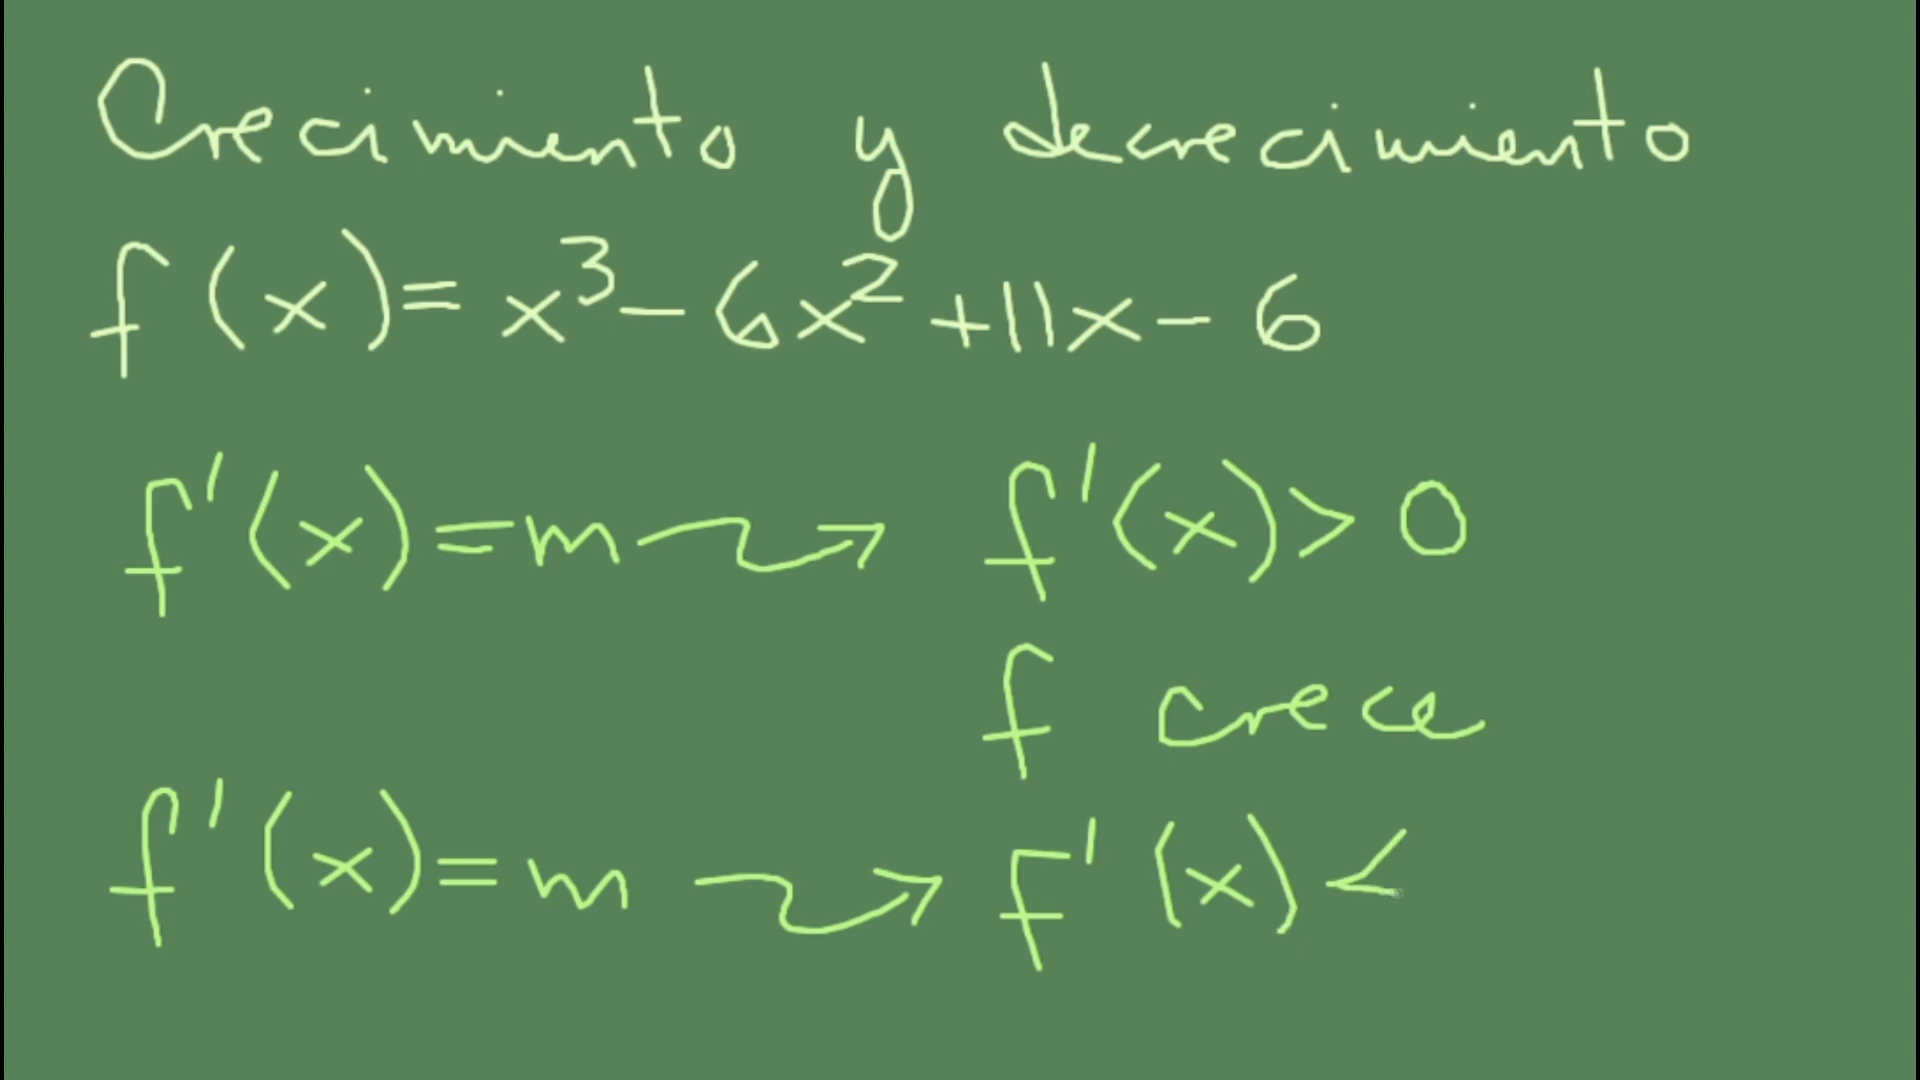 Crecimiento y decrecimiento
f(x)= x³- 6x² +11x - 6
f'(x)=m ⤳ f'(x)> 0
f crece
f'(x)= m ⤳ f'(x) <